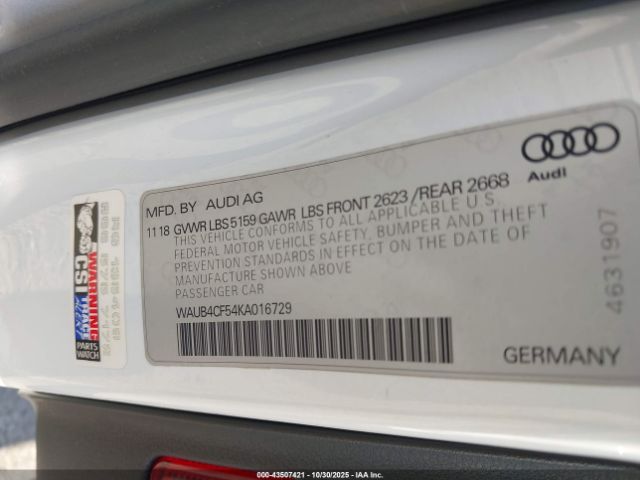 Audi
MFD. BY AUDI AG
11 18 GVWR LBS 5159 GAWR LBS FRONT 2623 /REAR 2668
THIS VEHICLE CONFORMS TO ALL APPLICABLE U.S.
FEDERAL MOTOR VEHICLE SAFETY, BUMPER AND THEFT
PREVENTION STANDARDS IN EFFECT ON THE DATE OF
MANUFACTURE SHOWN ABOVE
PASSENGER CAR
WAUB4CF54KA016729
GERMANY
4631907
WARNING
CSI
TRACE
PARTS
WATCH
000-43507421 - 10/30/2025 - IAA Inc.